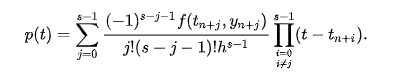 p(t) = \sum_{j=0}^{s-1} \frac{(-1)^{s-j-1} f(t_{n+j}, y_{n+j})}{j!(s-j-1)!h^{s-1}} \prod_{\substack{i=0 \\ i \neq j}}^{s-1} (t - t_{n+i}).